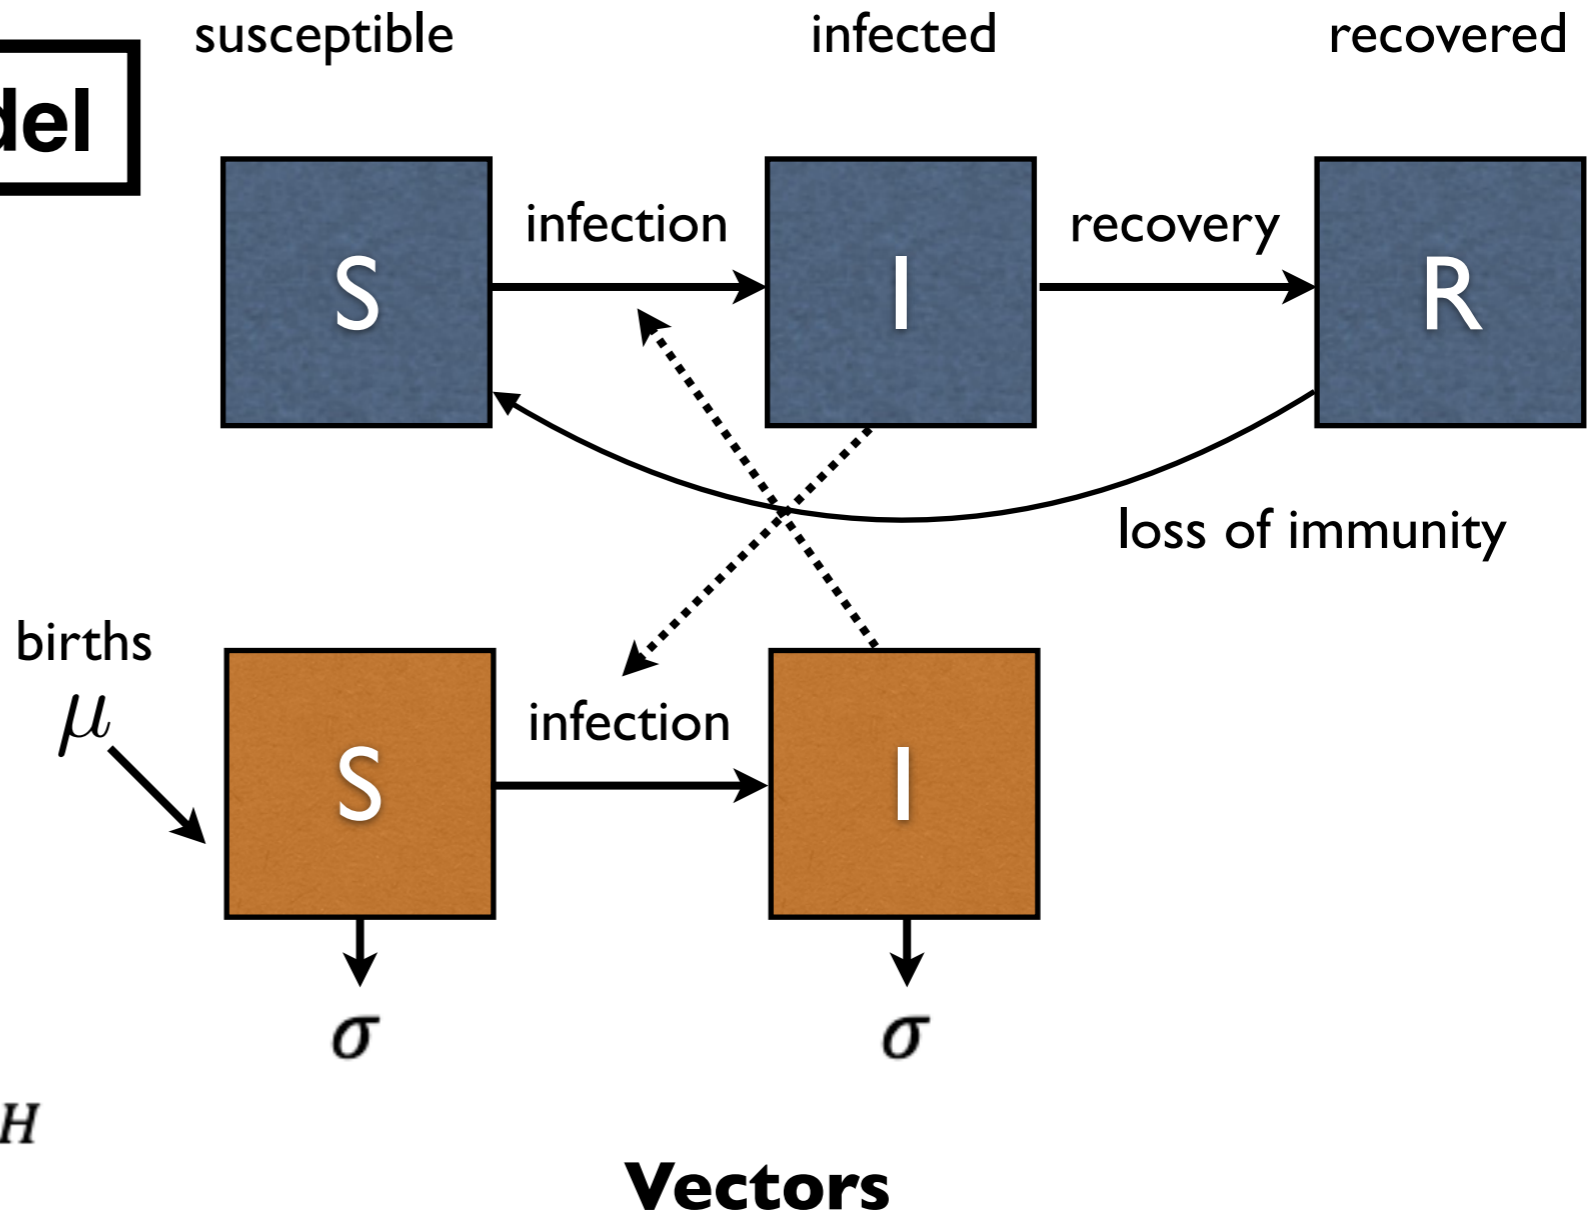 susceptible infected recovered
del
infection recovery
S I R
loss of immunity
births
μ
infection
S I
σ σ
H
Vectors